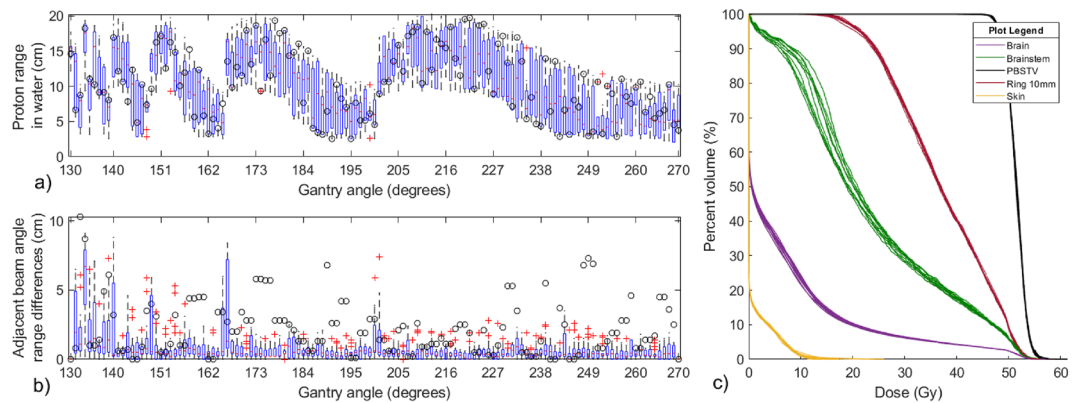 a)
Proton range
in water (cm)
20
15
10
5
0
130 140 151 162 173 184 195 205 216 227 238 249 260 270
Gantry angle (degrees)
b)
Adjacent beam angle
range differences (cm)
10
5
0
130 140 151 162 173 184 195 205 216 227 238 249 260 270
Gantry angle (degrees)
c)
Percent volume (%)
100
90
80
70
60
50
40
30
20
10
0
0 10 20 30 40 50 60
Dose (Gy)
Plot Legend
Brain
Brainstem
PBSTV
Ring 10mm
Skin